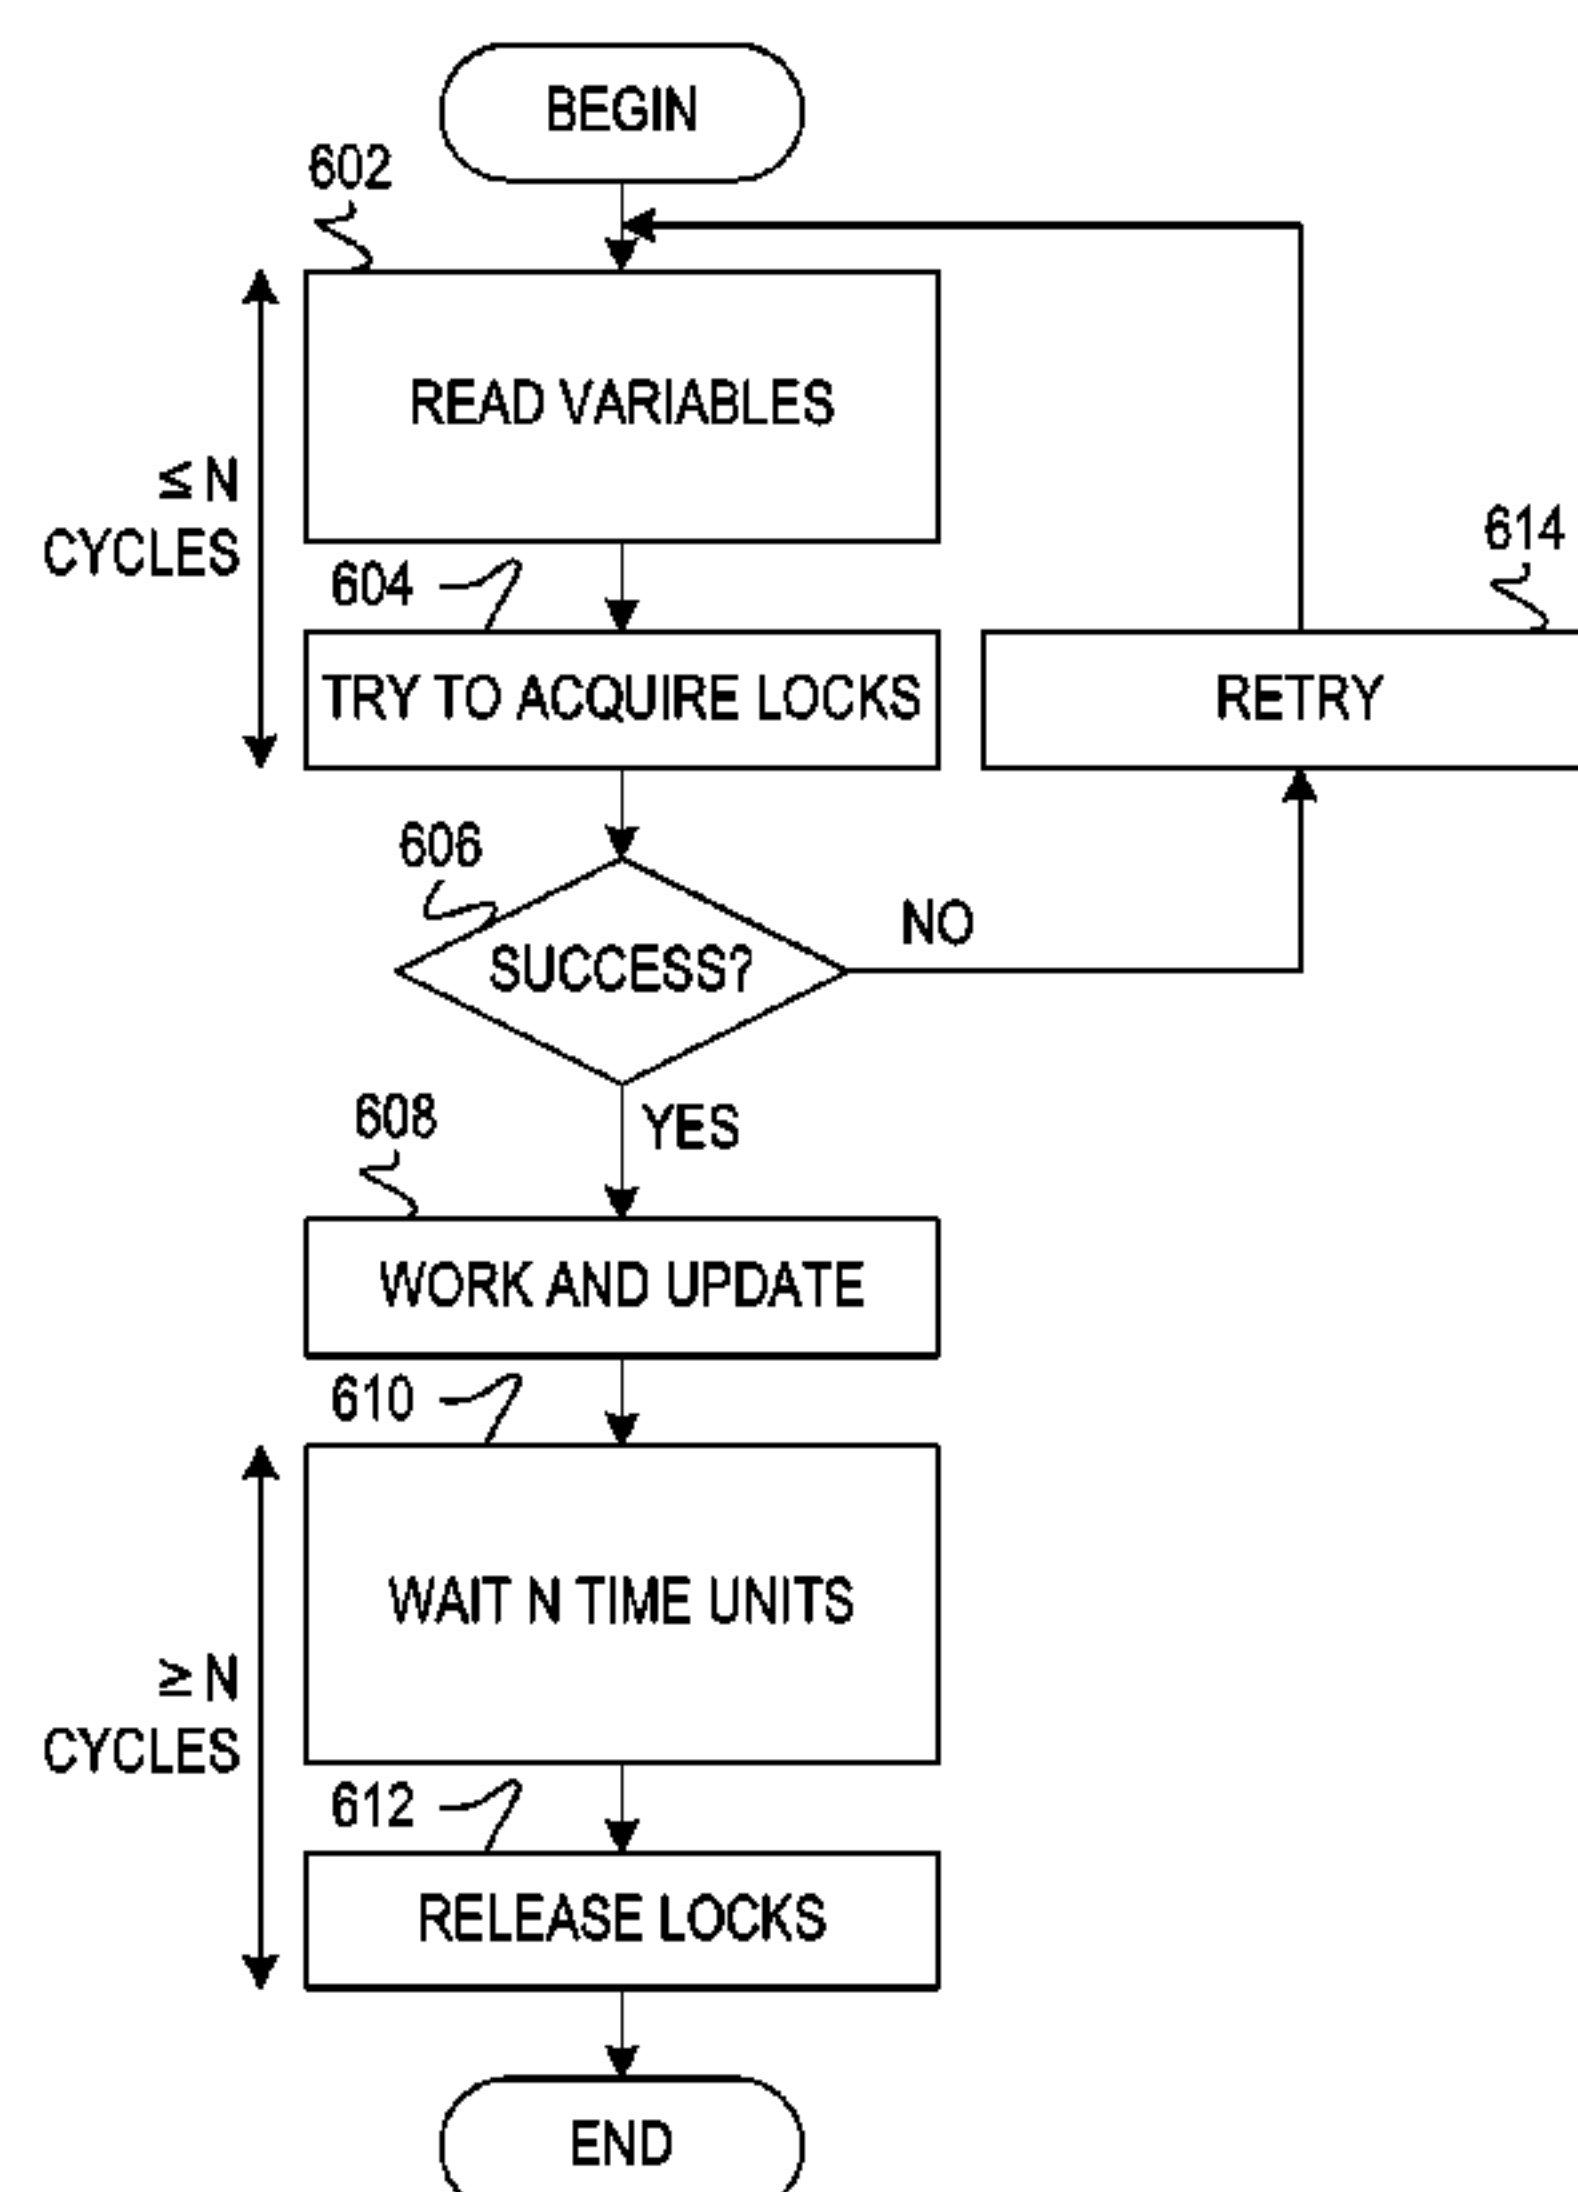 BEGIN
602
READ VARIABLES
≤ N
CYCLES
604
TRY TO ACQUIRE LOCKS
614
RETRY
606
SUCCESS?
NO
YES
608
WORK AND UPDATE
610
WAIT N TIME UNITS
≥ N
CYCLES
612
RELEASE LOCKS
END